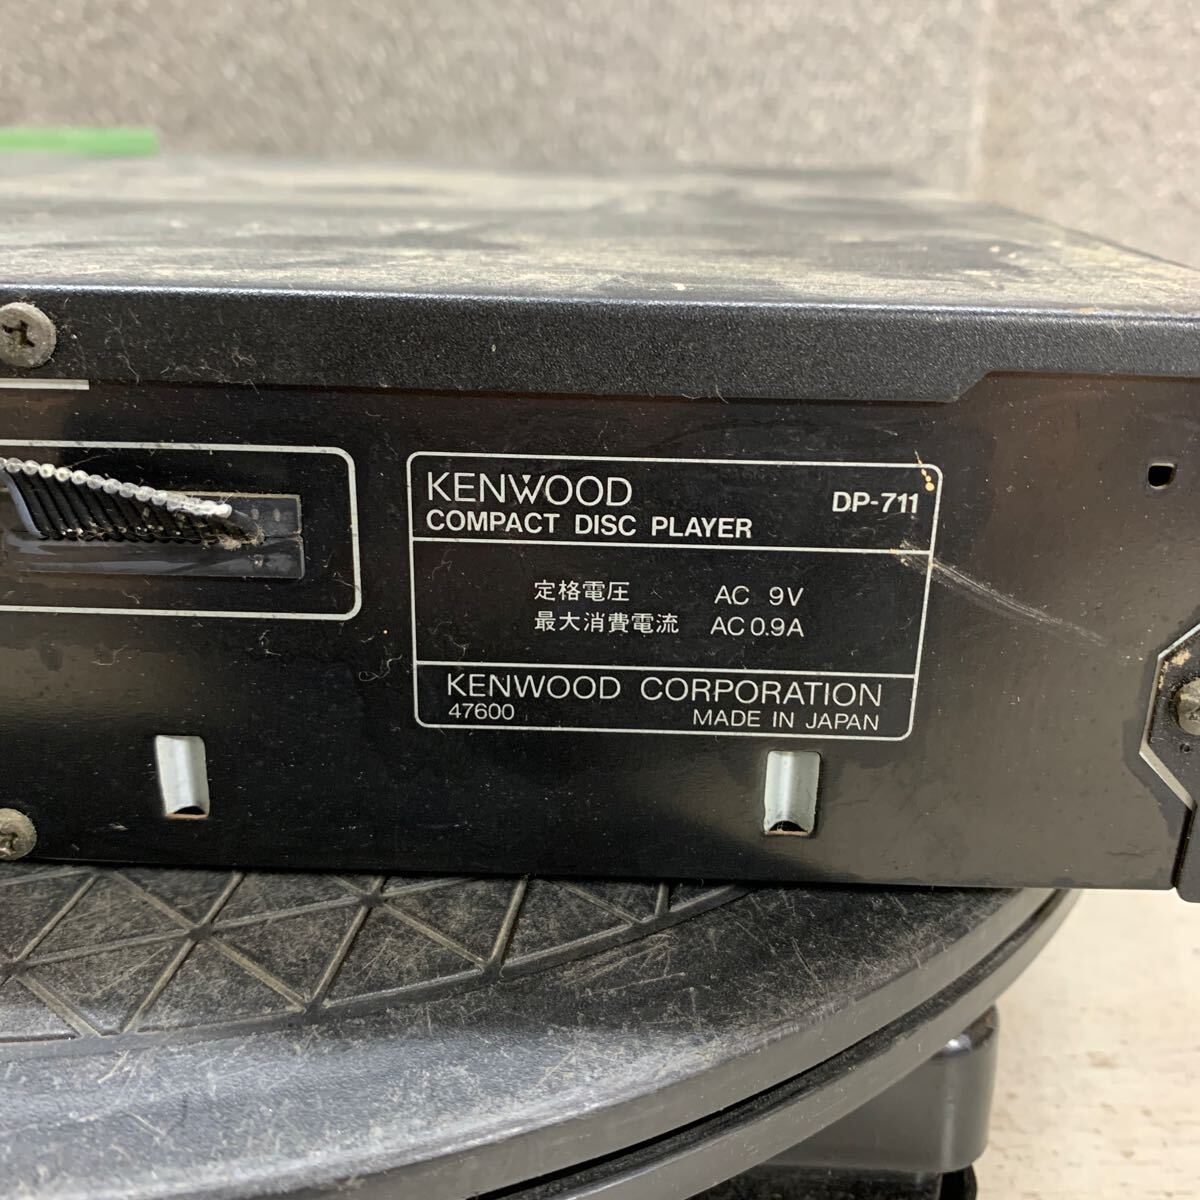 KENWOOD DP-711
COMPACT DISC PLAYER
定格電圧 AC 9V
最大消費電流 AC 0.9A
KENWOOD CORPORATION
47600 MADE IN JAPAN